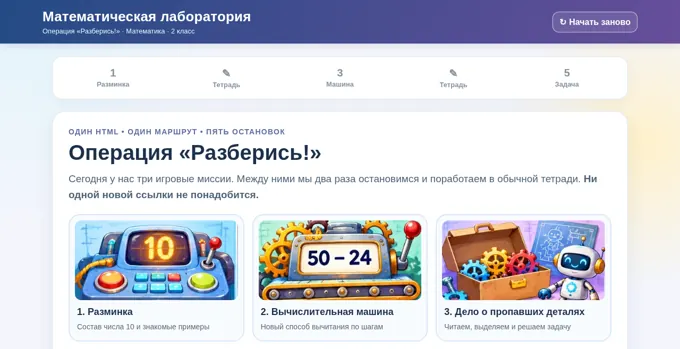 Математическая лаборатория
Операция «Разберись!» · Математика · 2 класс
↻ Начать заново
1
Разминка
✎
Тетрадь
3
Машина
✎
Тетрадь
5
Задача
ОДИН HTML • ОДИН МАРШРУТ • ПЯТЬ ОСТАНОВОК
Операция «Разберись!»
Сегодня у нас три игровые миссии. Между ними мы два раза остановимся и поработаем в обычной тетради. Ни
одной новой ссылки не понадобится.
10
50 – 24
1. Разминка
Состав числа 10 и знакомые примеры
2. Вычислительная машина
Новый способ вычитания по шагам
3. Дело о пропавших деталях
Читаем, выделяем и решаем задачу